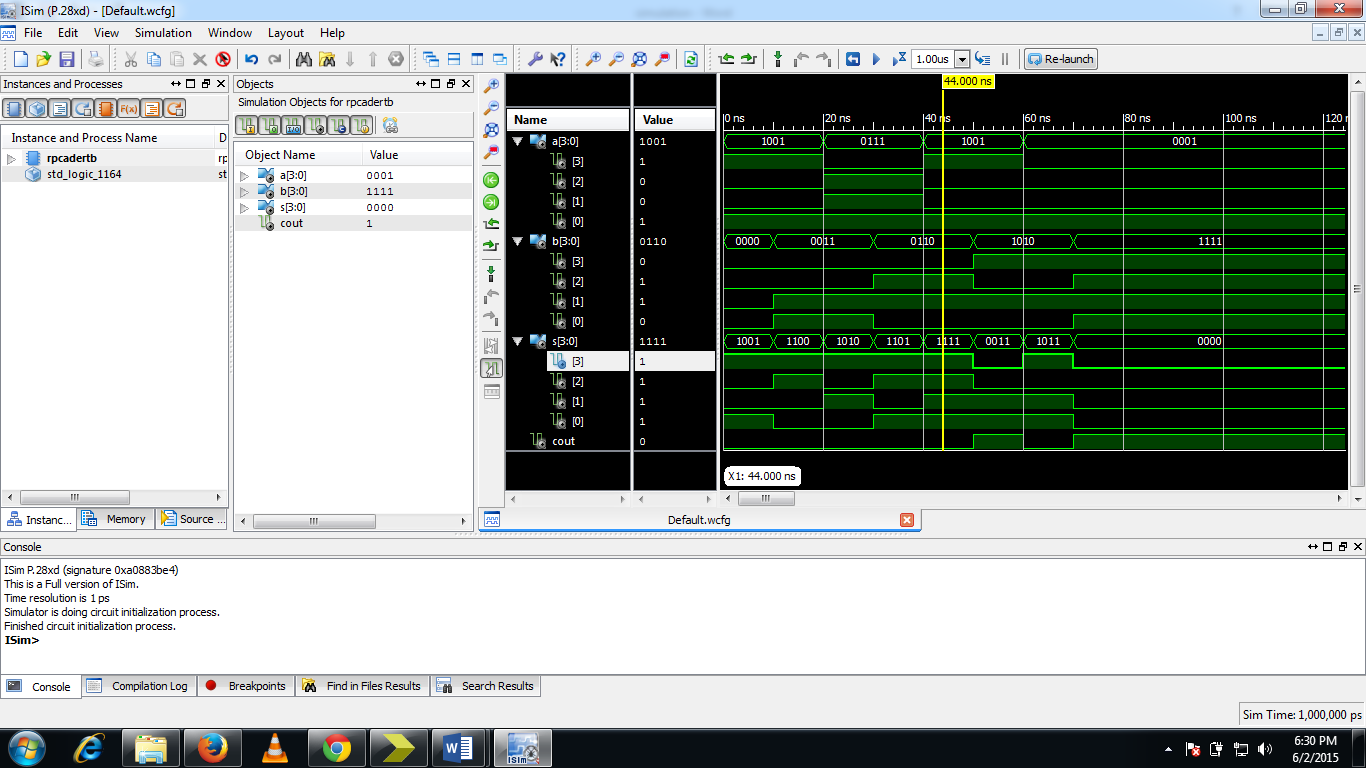 ISim (P.28xd) - [Default.wcfg]
File Edit View Simulation Window Layout Help
1.00us Re-launch
Instances and Processes
Instance and Process Name D
rpcadertb rp
std_logic_1164 st
Instanc... Memory Source ...
Objects
Simulation Objects for rpcadertb
Object Name Value
a[3:0] 0001
b[3:0] 1111
s[3:0] 0000
cout 1
44.000 ns
Name Value 0 ns 20 ns 40 ns 60 ns 80 ns 100 ns 120 n
a[3:0] 1001 1001 0111 1001 0001
[3] 1
[2] 0
[1] 0
[0] 1
b[3:0] 0110 0000 0011 0110 1010 1111
[3] 0
[2] 1
[1] 1
[0] 0
s[3:0] 1111 1001 1100 1010 1101 1111 0011 1011 0000
[3] 1
[2] 1
[1] 1
[0] 1
cout 0
X1: 44.000 ns
Default.wcfg
Console
ISim P.28xd (signature 0xa0883be4)
This is a Full version of ISim.
Time resolution is 1 ps
Simulator is doing circuit initialization process.
Finished circuit initialization process.
ISim>
Console Compilation Log Breakpoints Find in Files Results Search Results
Sim Time: 1,000,000 ps
ISim
6:30 PM
6/2/2015